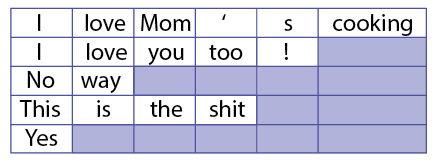 I love Mom ‘ s cooking
I love you too !
No way
This is the shit
Yes